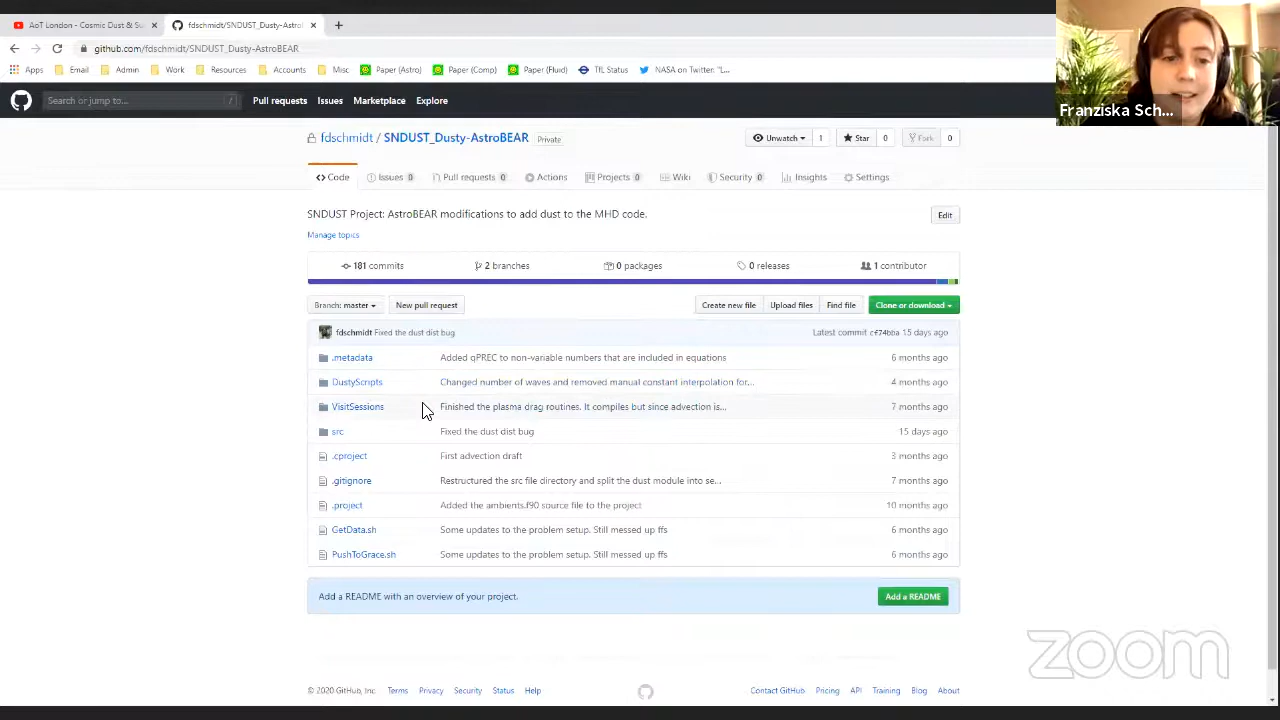 AoT London - Cosmic Dust & Su
fdschmidt/SNDUST_Dusty-AstroBEAR
github.com/fdschmidt/SNDUST_Dusty-AstroBEAR
Apps Email Admin Work Resources Accounts Misc Paper (Astro) Paper (Comp) Paper (Fluid) TfL Status NASA on Twitter: "L...
Franziska Sch...
Search or jump to... / Pull requests Issues Marketplace Explore
fdschmidt / SNDUST_Dusty-AstroBEAR Private
Unwatch 1 Star 0 Fork 0
Code Issues 0 Pull requests 0 Actions Projects 0 Wiki Security 0 Insights Settings
SNDUST Project: AstroBEAR modifications to add dust to the MHD code. Edit
Manage topics
181 commits 2 branches 0 packages 0 releases 1 contributor
Branch: master New pull request Create new file Upload files Find file Clone or download
fdschmidt Fixed the dust dist bug Latest commit cf74bba 15 days ago
.metadata Added qPREC to non-variable numbers that are included in equations 6 months ago
DustyScripts Changed number of waves and removed manual constant interpolation for... 4 months ago
VisitSessions Finished the plasma drag routines. It compiles but since advection is... 7 months ago
src Fixed the dust dist bug 15 days ago
.cproject First advection draft 3 months ago
.gitignore Restructured the src file directory and split the dust module into se... 7 months ago
.project Added the ambients.f90 source file to the project 10 months ago
GetData.sh Some updates to the problem setup. Still messed up ffs 6 months ago
PushToGrace.sh Some updates to the problem setup. Still messed up ffs 6 months ago
Add a README with an overview of your project. Add a README
zoom
© 2020 GitHub, Inc. Terms Privacy Security Status Help Contact GitHub Pricing API Training Blog About